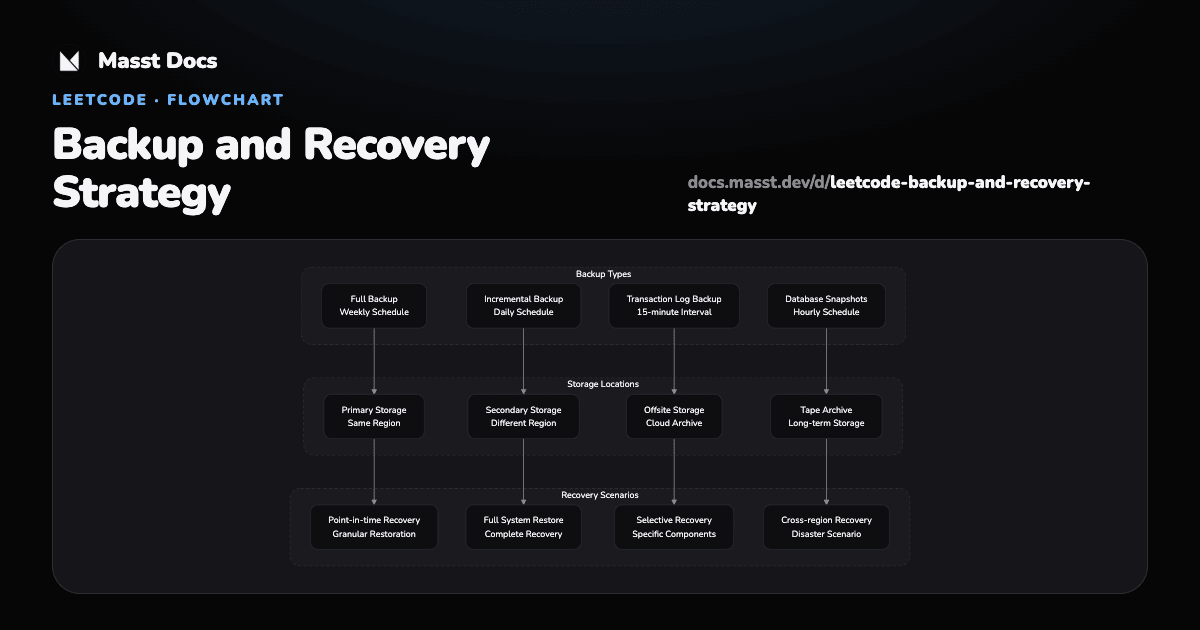 Masst Docs
LEETCODE · FLOWCHART
Backup and Recovery
Strategy
docs.masst.dev/d/leetcode-backup-and-recovery-
strategy
Backup Types
Full Backup
Weekly Schedule
Incremental Backup
Daily Schedule
Transaction Log Backup
15-minute Interval
Database Snapshots
Hourly Schedule
Storage Locations
Primary Storage
Same Region
Secondary Storage
Different Region
Offsite Storage
Cloud Archive
Tape Archive
Long-term Storage
Recovery Scenarios
Point-in-time Recovery
Granular Restoration
Full System Restore
Complete Recovery
Selective Recovery
Specific Components
Cross-region Recovery
Disaster Scenario